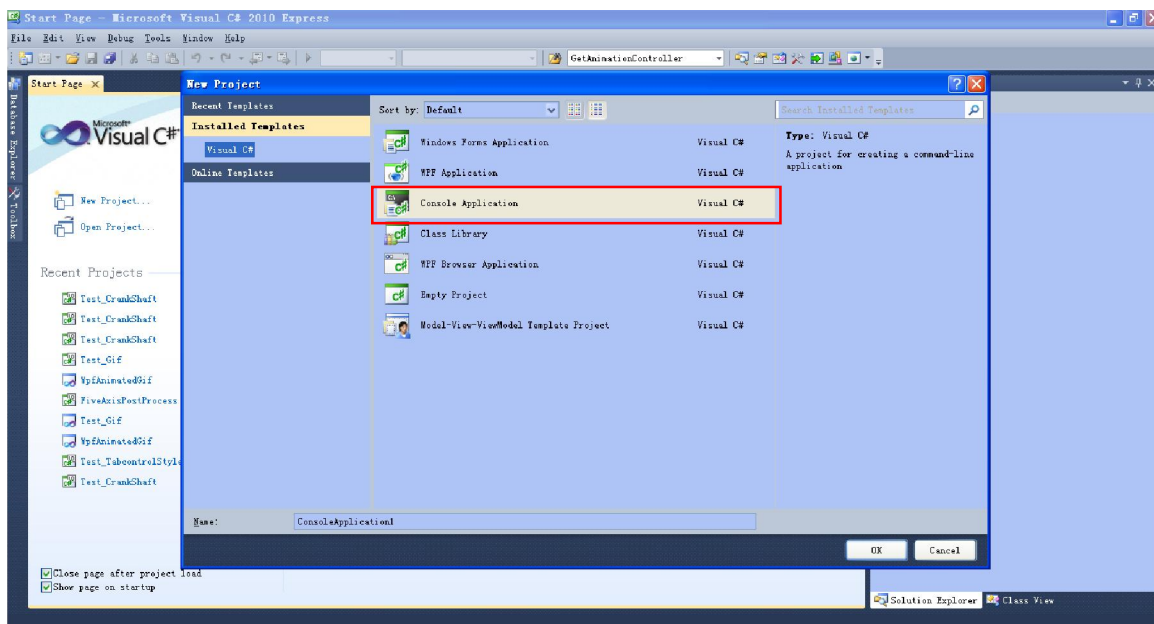 Start Page - Microsoft Visual C# 2010 Express
File Edit View Debug Tools Window Help
GetAnimationController
Start Page
Database Explorer
Toolbox
Microsoft®
Visual C#
New Project...
Open Project...
Recent Projects
Test_CrankShaft
Test_CrankShaft
Test_CrankShaft
Test_Gif
WpfAnimatedGif
FiveAxisPostProcess
Test_Gif
WpfAnimatedGif
Test_TabcontrolStyle
Test_CrankShaft
Close page after project load
Show page on startup
New Project
Recent Templates
Installed Templates
Visual C#
Online Templates
Sort by: Default
Search Installed Templates
Windows Forms Application Visual C#
WPF Application Visual C#
Console Application Visual C#
Class Library Visual C#
WPF Browser Application Visual C#
Empty Project Visual C#
Model-View-ViewModel Template Project Visual C#
Type: Visual C#
A project for creating a command-line
application
Name: ConsoleApplication1
OK Cancel
Solution Explorer Class View